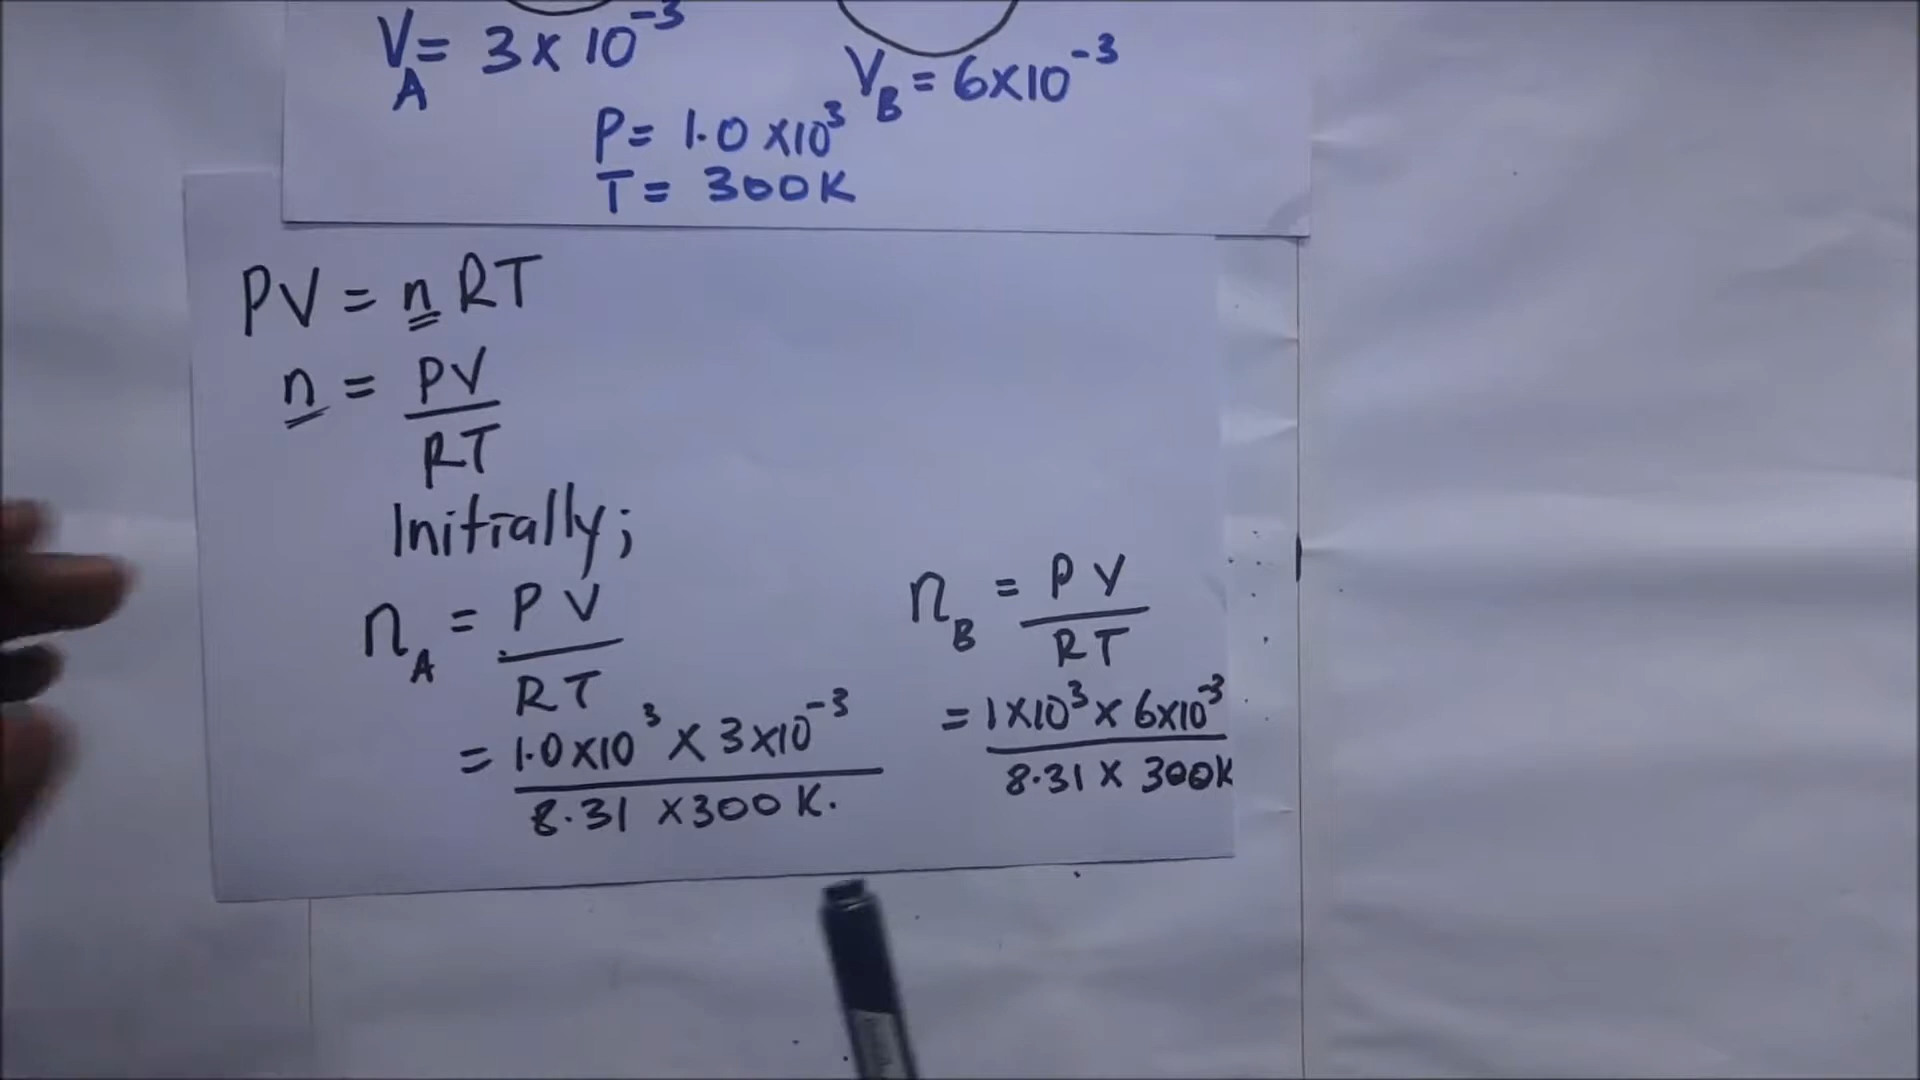 V_A = 3 x 10^-3
V_B = 6x10^-3
P = 1.0 x10^3
T = 300K
PV = n RT
n = PV / RT
Initially;
n_A = PV / RT
= 1.0x10^3 x 3x10^-3 / 8.31 x300 K.
n_B = PV / RT
= 1x10^3 x 6x10^-3 / 8.31 x 300K